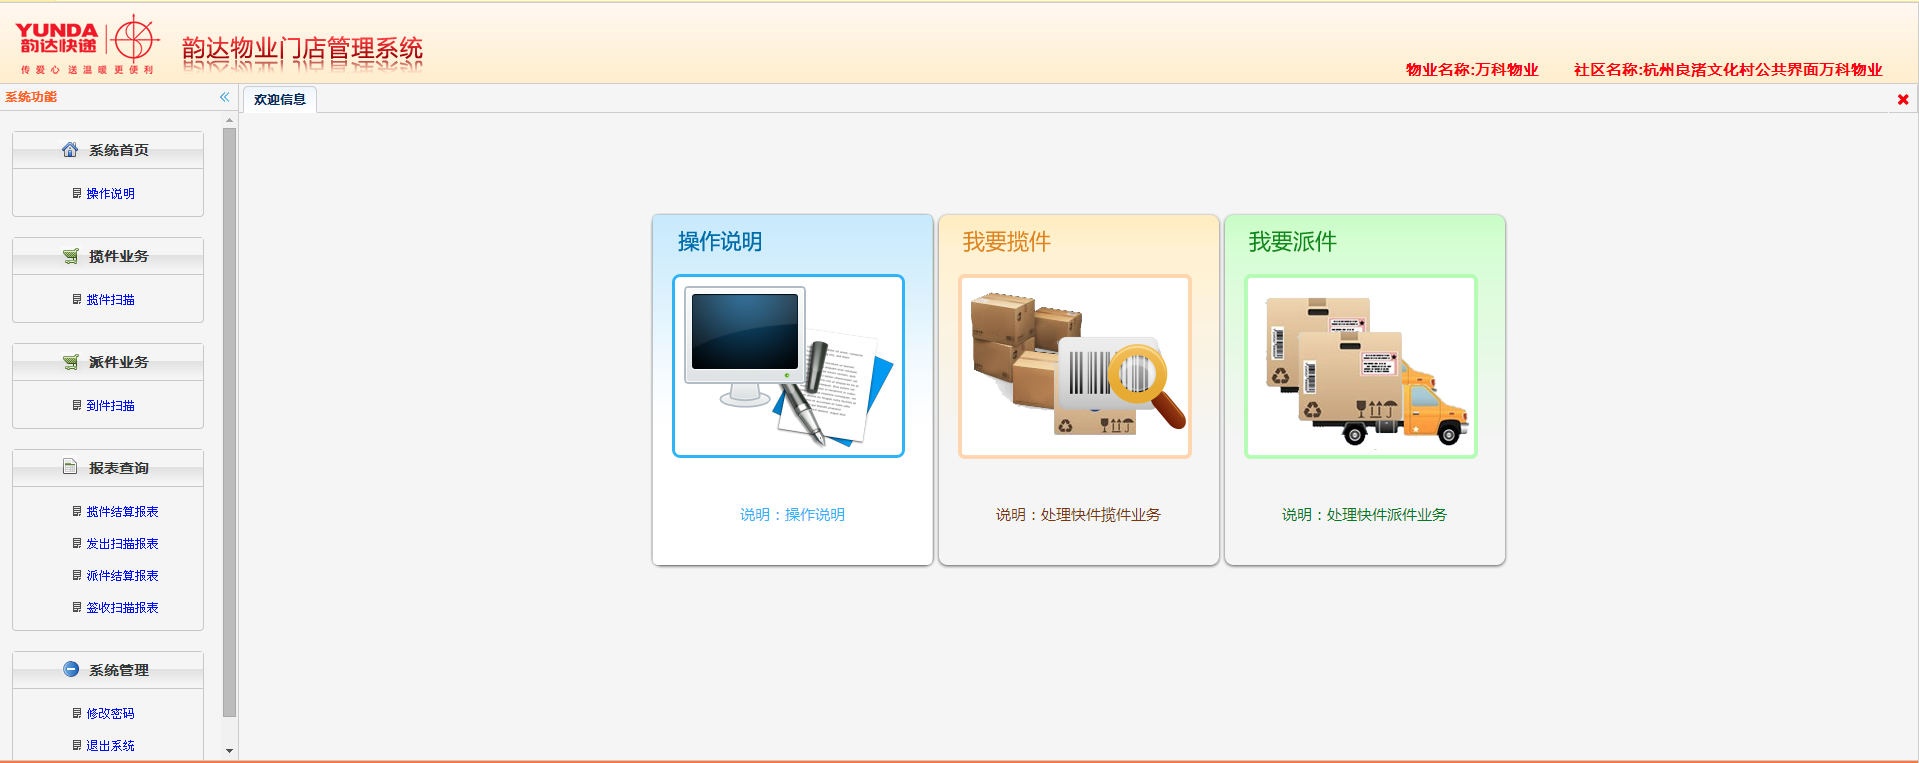 YUNDA
韵达快递
传爱心 送温暖 更便利
韵达物业门店管理系统
物业名称:万科物业 社区名称:杭州良渚文化村公共界面万科物业
系统功能
欢迎信息
系统首页
操作说明
揽件业务
揽件扫描
派件业务
到件扫描
报表查询
揽件结算报表
发出扫描报表
派件结算报表
签收扫描报表
系统管理
修改密码
退出系统
操作说明
说明：操作说明
我要揽件
说明：处理快件揽件业务
我要派件
说明：处理快件派件业务